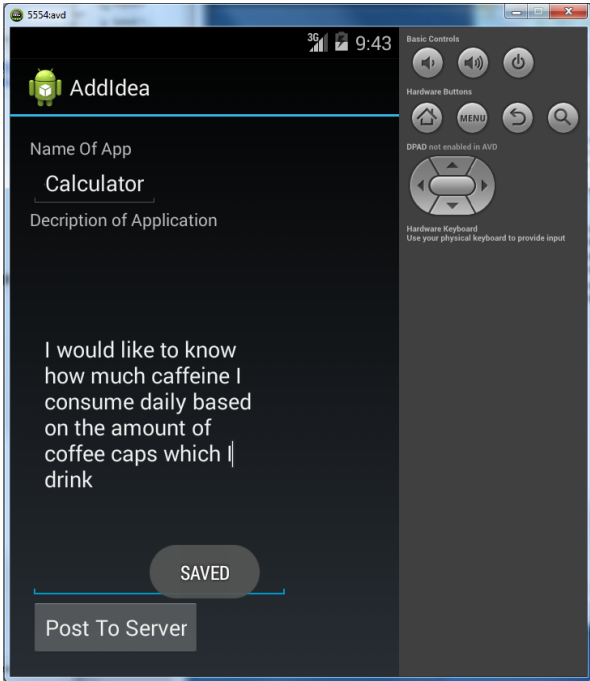 5554:avd
3G 9:43
AddIdea
Name Of App
Calculator
Decription of Application
I would like to know
how much caffeine I
consume daily based
on the amount of
coffee caps which I
drink
SAVED
Post To Server
Basic Controls
Hardware Buttons
MENU
DPAD not enabled in AVD
Hardware Keyboard
Use your physical keyboard to provide input